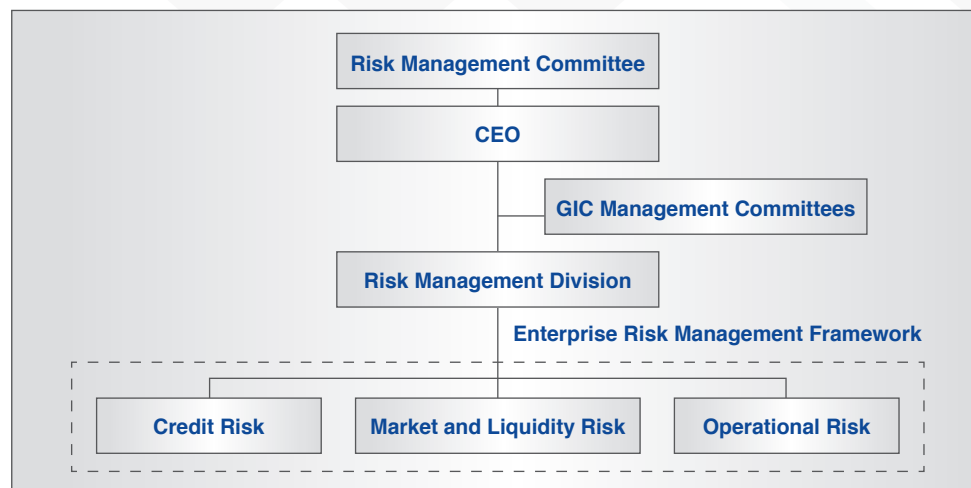 Risk Management Committee
CEO
GIC Management Committees
Risk Management Division
Enterprise Risk Management Framework
Credit Risk
Market and Liquidity Risk
Operational Risk